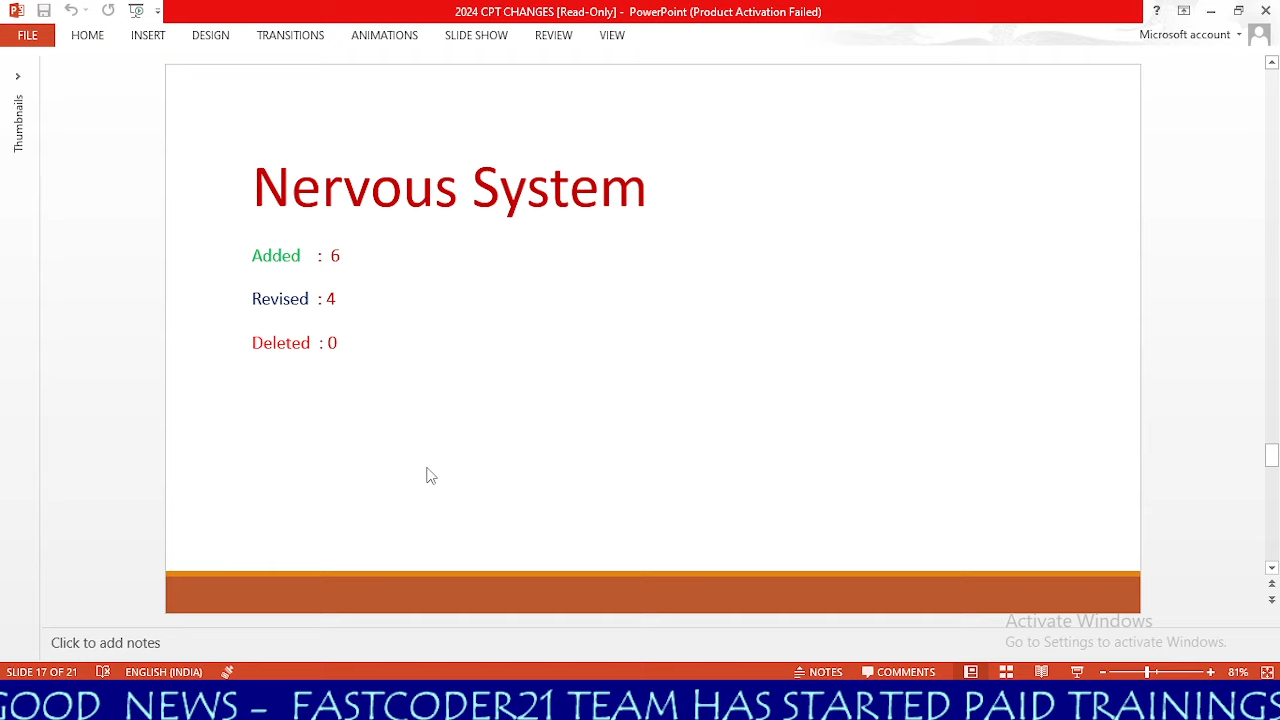 2024 CPT CHANGES [Read-Only] - PowerPoint (Product Activation Failed)
FILE HOME INSERT DESIGN TRANSITIONS ANIMATIONS SLIDE SHOW REVIEW VIEW Microsoft account
Thumbnails
Nervous System
Added : 6
Revised : 4
Deleted : 0
Activate Windows
Go to Settings to activate Windows.
Click to add notes
SLIDE 17 OF 21 ENGLISH (INDIA) NOTES COMMENTS 81%
GOOD NEWS - FASTCODER21 TEAM HAS STARTED PAID TRAININGS